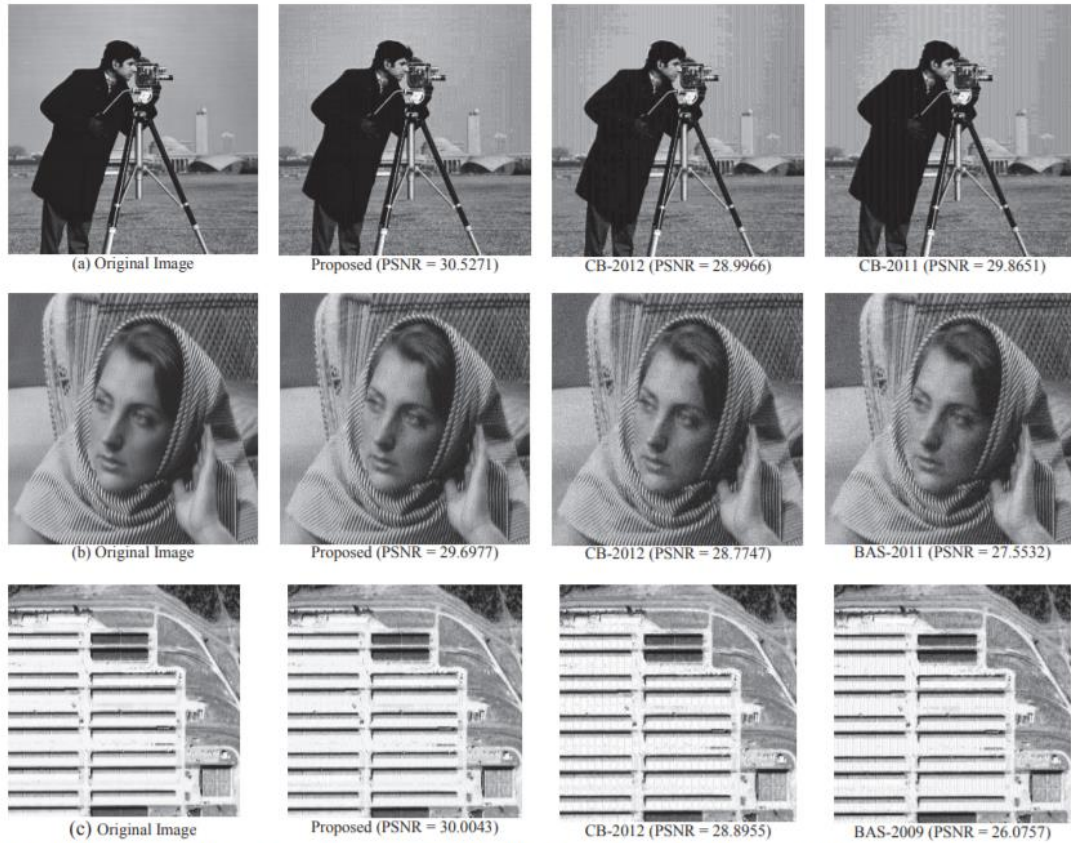 (a) Original Image
Proposed (PSNR = 30.5271)
CB-2012 (PSNR = 28.9966)
CB-2011 (PSNR = 29.8651)
(b) Original Image
Proposed (PSNR = 29.6977)
CB-2012 (PSNR = 28.7747)
BAS-2011 (PSNR = 27.5532)
(c) Original Image
Proposed (PSNR = 30.0043)
CB-2012 (PSNR = 28.8955)
BAS-2009 (PSNR = 26.0757)